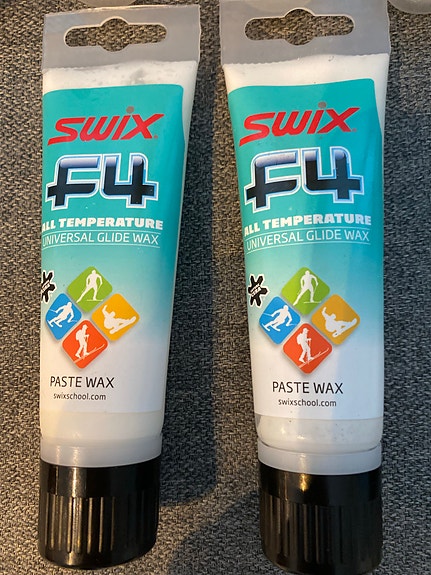 SWIX
F4
ALL TEMPERATURE
UNIVERSAL GLIDE WAX
PASTE WAX
swixschool.com
SWIX
F4
ALL TEMPERATURE
UNIVERSAL GLIDE WAX
PASTE WAX
swixschool.com